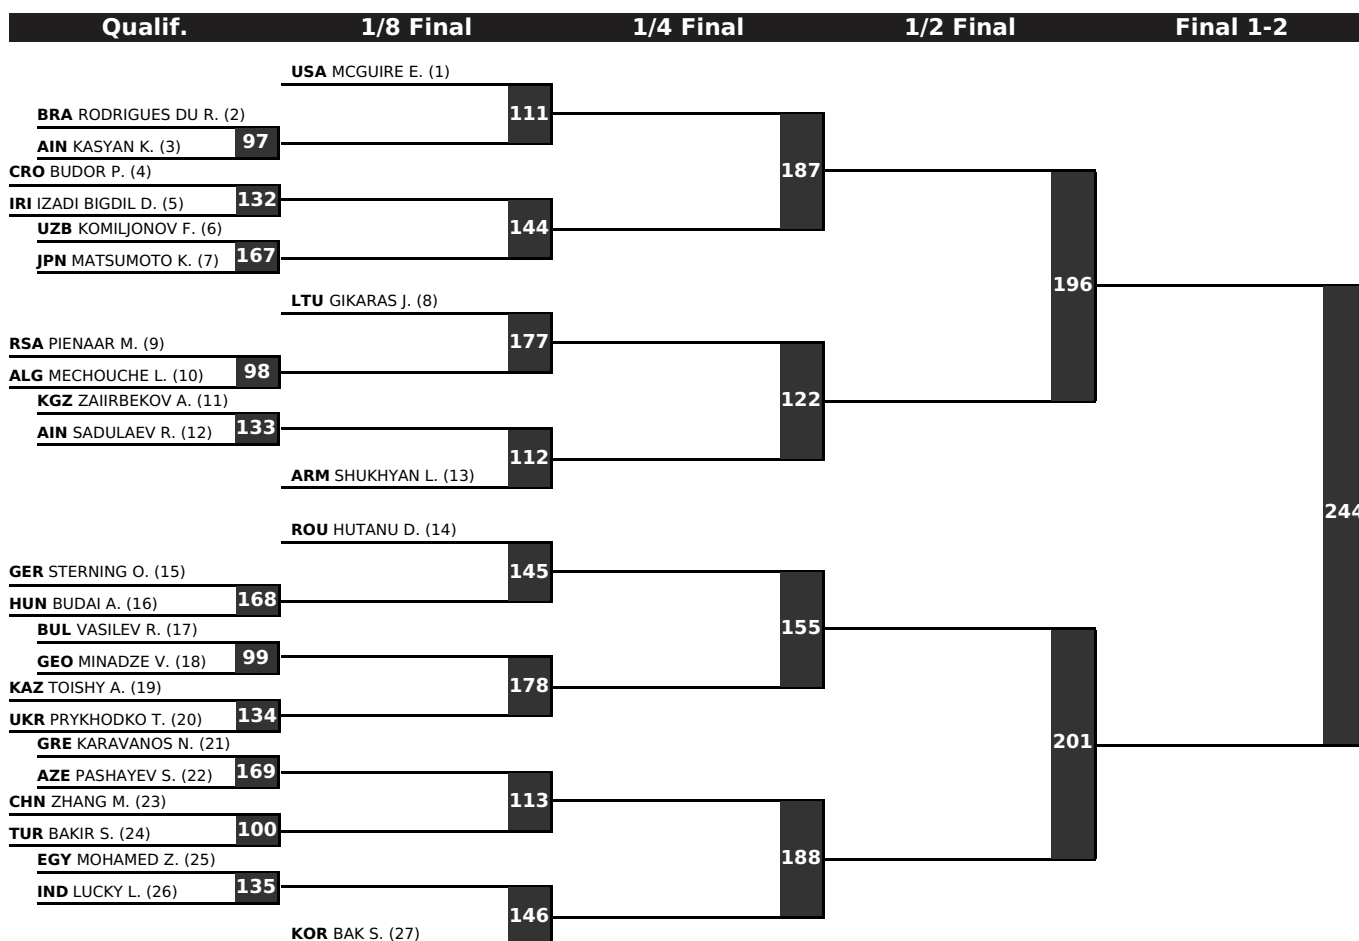 Qualif. 1/8 Final 1/4 Final 1/2 Final Final 1-2
USA MCGUIRE E. (1)
111
BRA RODRIGUES DU R. (2)
97
AIN KASYAN K. (3)
CRO BUDOR P. (4)
187
132
IRI IZADI BIGDIL D. (5)
UZB KOMILJONOV F. (6)
144
167
JPN MATSUMOTO K. (7)
196
LTU GIKARAS J. (8)
177
RSA PIENAAR M. (9)
98
ALG MECHOUCHE L. (10)
KGZ ZAIIRBEKOV A. (11)
122
133
AIN SADULAEV R. (12)
112
ARM SHUKHYAN L. (13)
244
ROU HUTANU D. (14)
145
GER STERNING O. (15)
168
HUN BUDAI A. (16)
BUL VASILEV R. (17)
155
99
GEO MINADZE V. (18)
KAZ TOISHY A. (19)
178
134
UKR PRYKHODKO T. (20)
GRE KARAVANOS N. (21)
201
169
AZE PASHAYEV S. (22)
CHN ZHANG M. (23)
113
100
TUR BAKIR S. (24)
EGY MOHAMED Z. (25)
188
135
IND LUCKY L. (26)
146
KOR BAK S. (27)